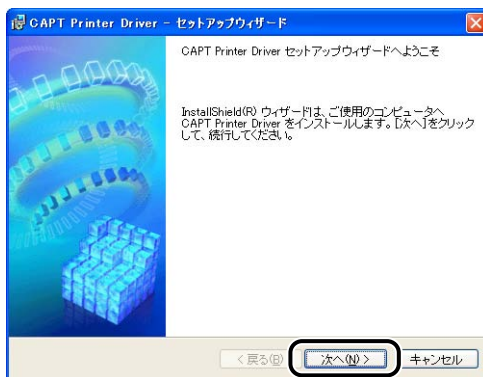 CAPT Printer Driver - セットアップウィザード
CAPT Printer Driver セットアップウィザードへようこそ
InstallShield(R) ウィザードは、ご使用のコンピュータへ
CAPT Printer Driver をインストールします。[次へ]をクリック
して、続行してください。
< 戻る(B)
次へ(N) >
キャンセル